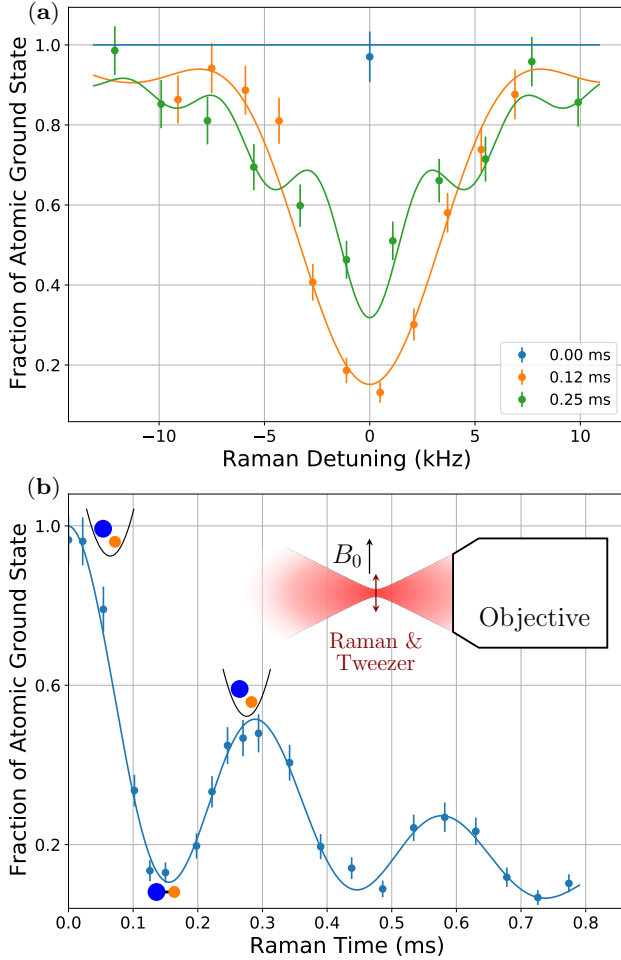 (a)
1.0
0.8
0.6
0.4
0.2
Fraction of Atomic Ground State
−10
−5
0
5
10
Raman Detuning (kHz)
0.00 ms
0.12 ms
0.25 ms
(b)
1.0
0.6
0.2
Fraction of Atomic Ground State
B0
Objective
Raman &
Tweezer
0.0
0.1
0.2
0.3
0.4
0.5
0.6
0.7
0.8
Raman Time (ms)